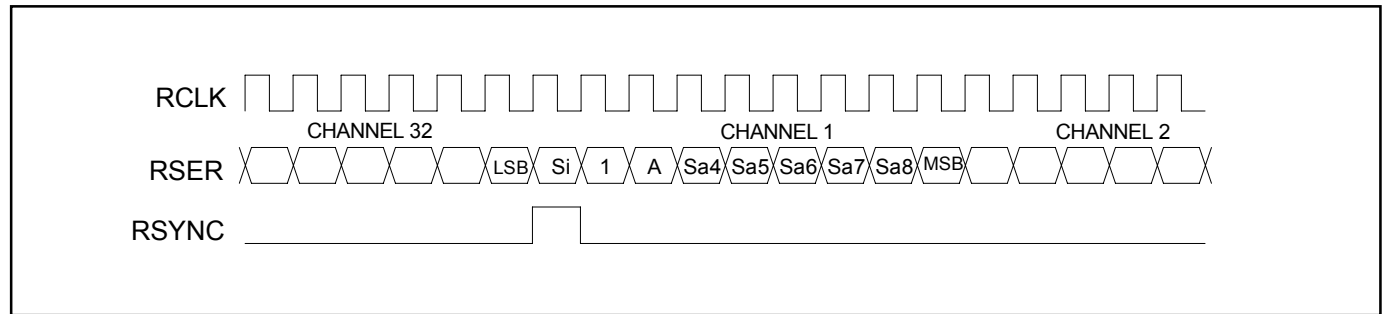 RCLK
CHANNEL 32 CHANNEL 1 CHANNEL 2
RSER LSB Si 1 A Sa4 Sa5 Sa6 Sa7 Sa8 MSB
RSYNC